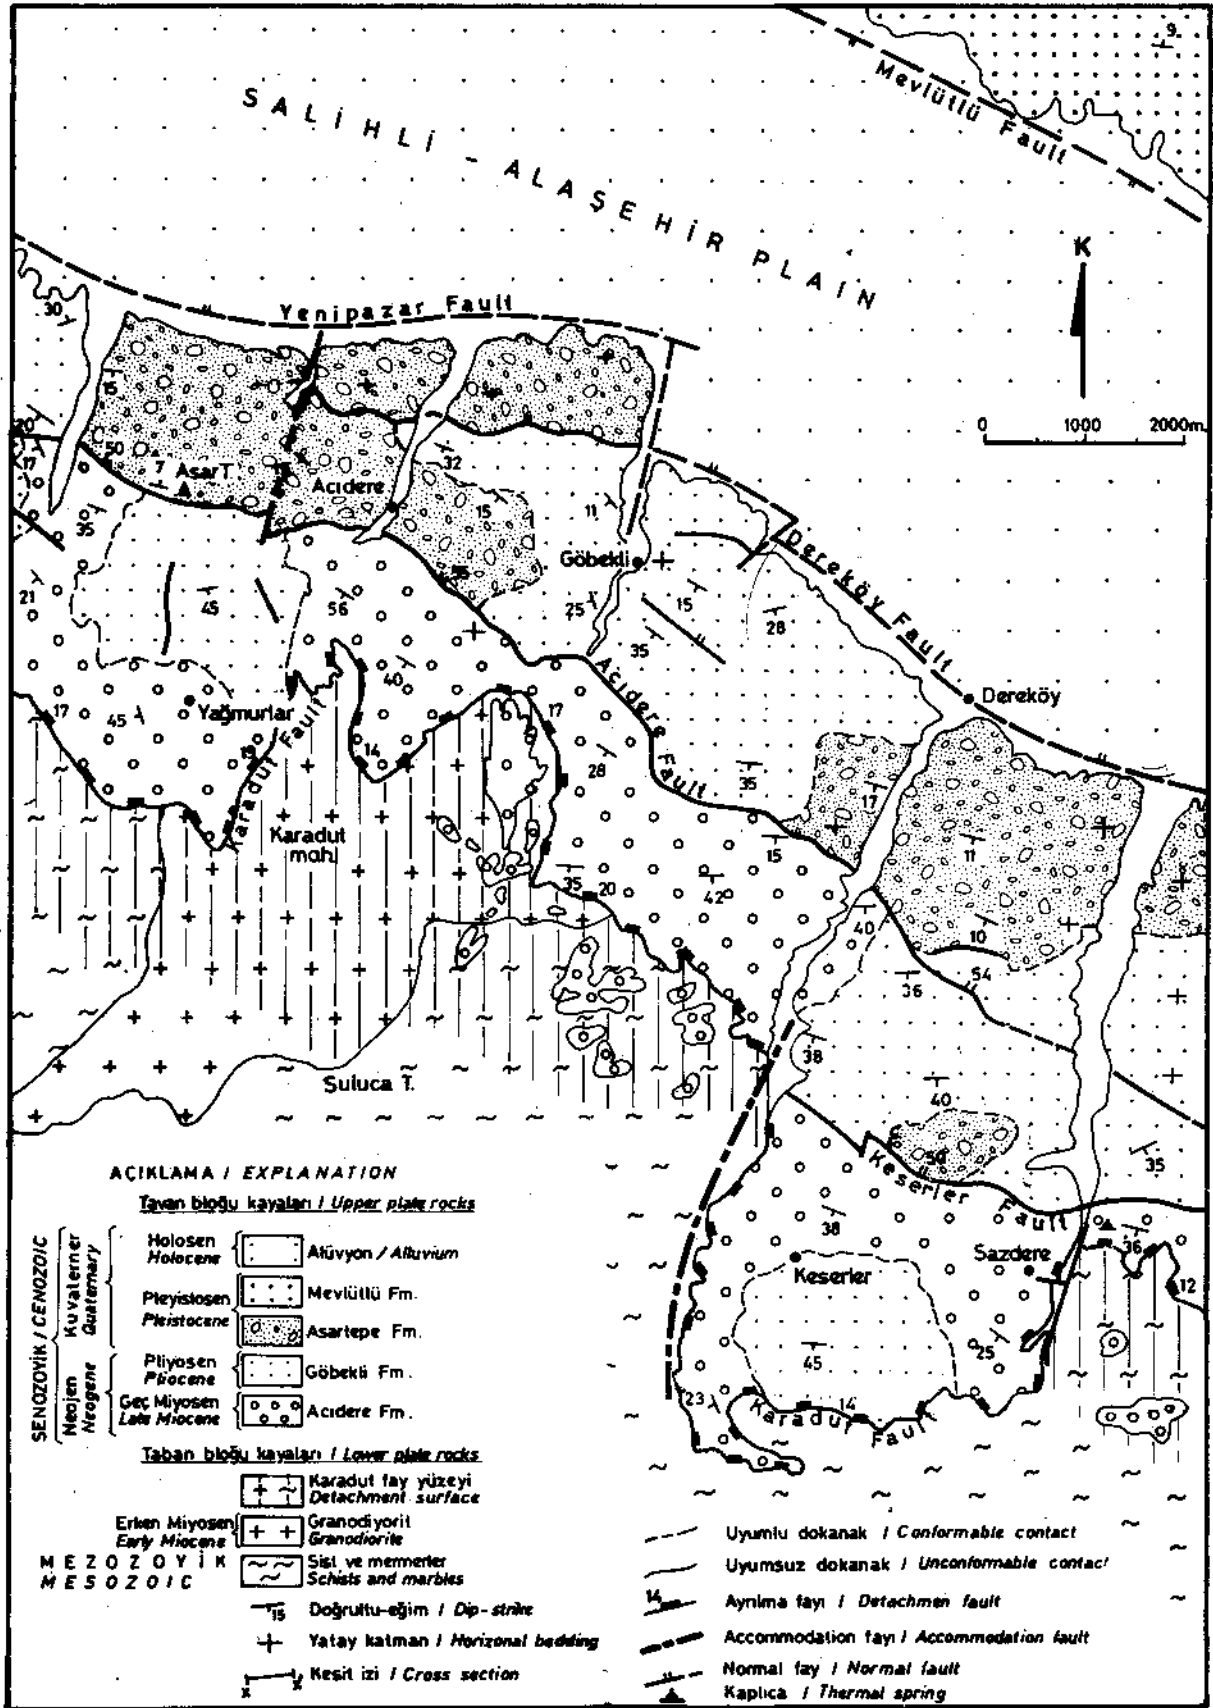 9
Mevlütlü Fault
SALİHLİ - ALAŞEHİR PLAIN
K
0 1000 2000m.
30
Yenipazar Fault
15
20
17
50
7
Asar T.
Acıdere
32
15
11
35
Göbekli
Dereköy Fault
21
45
56
25
15
28
35
40
Acıdere Fault
Dereköy
17
45
Yağmurlar
Karadut Fault
14
17
28
35
17
Karadut mah.
15
11
35
20
42
40
10
54
36
38
Suluca T.
40
50
35
Keserler Fault
38
Sazdere
36
Keserler
12
45
25
23
14
Karadut Fault
AÇIKLAMA / EXPLANATION
Tavan bloğu kayaları / Upper plate rocks
SENOZOYİK / CENOZOIC
Kuvaterner
Quaternary
Neojen
Neogene
Holosen
Holocene
Alüvyon / Alluvium
Pleyistosen
Pleistocene
Mevlütlü Fm.
Asartepe Fm.
Pliyosen
Pliocene
Göbekli Fm.
Geç Miyosen
Late Miocene
Acıdere Fm.
Taban bloğu kayaları / Lower plate rocks
Karadut fay yüzeyi
Detachment surface
Erken Miyosen
Early Miocene
Granodiyorit
Granodiorite
MEZOZOYİK
MESOZOIC
Şist ve mermerler
Schists and marbles
15 Doğrultu-eğim / Dip-strike
Yatay katman / Horizonal bedding
x x Kesit izi / Cross section
Uyumlu dokanak / Conformable contact
Uyumsuz dokanak / Unconformable contact
14 Ayrılma fayı / Detachmen fault
Accommodation fayı / Accommodation fault
Normal fay / Normal fault
Kaplıca / Thermal spring